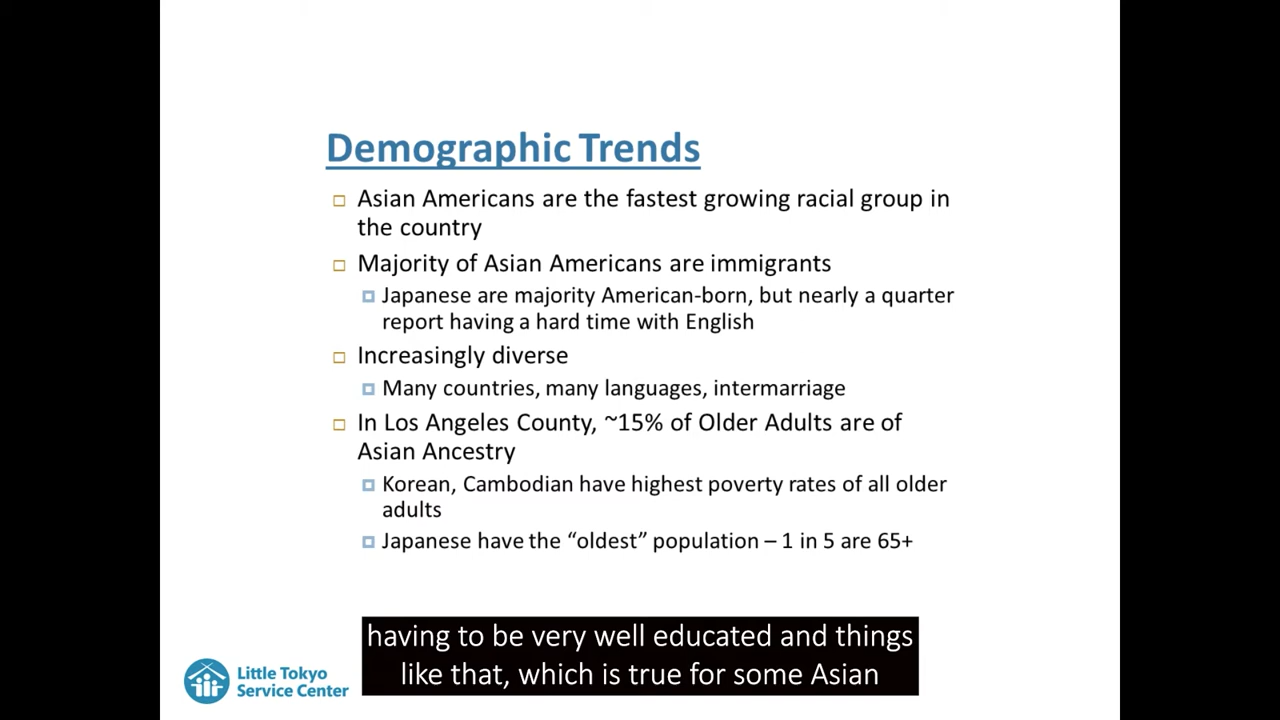 Demographic Trends
Asian Americans are the fastest growing racial group in
the country
Majority of Asian Americans are immigrants
Japanese are majority American-born, but nearly a quarter
report having a hard time with English
Increasingly diverse
Many countries, many languages, intermarriage
In Los Angeles County, ~15% of Older Adults are of
Asian Ancestry
Korean, Cambodian have highest poverty rates of all older
adults
Japanese have the “oldest” population – 1 in 5 are 65+
having to be very well educated and things
like that, which is true for some Asian
Little Tokyo
Service Center